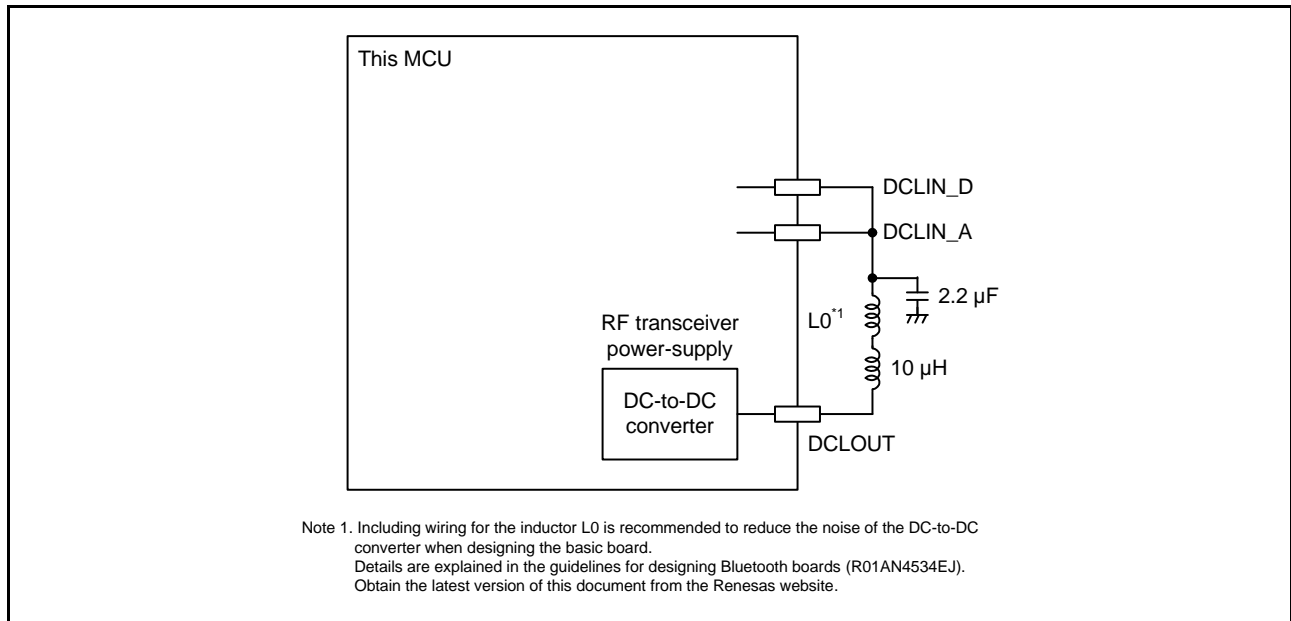 This MCU
DCLIN_D
DCLIN_A
2.2 µF
L0*1
RF transceiver
power-supply
10 µH
DC-to-DC
converter
DCLOUT
Note 1. Including wiring for the inductor L0 is recommended to reduce the noise of the DC-to-DC
converter when designing the basic board.
Details are explained in the guidelines for designing Bluetooth boards (R01AN4534EJ).
Obtain the latest version of this document from the Renesas website.